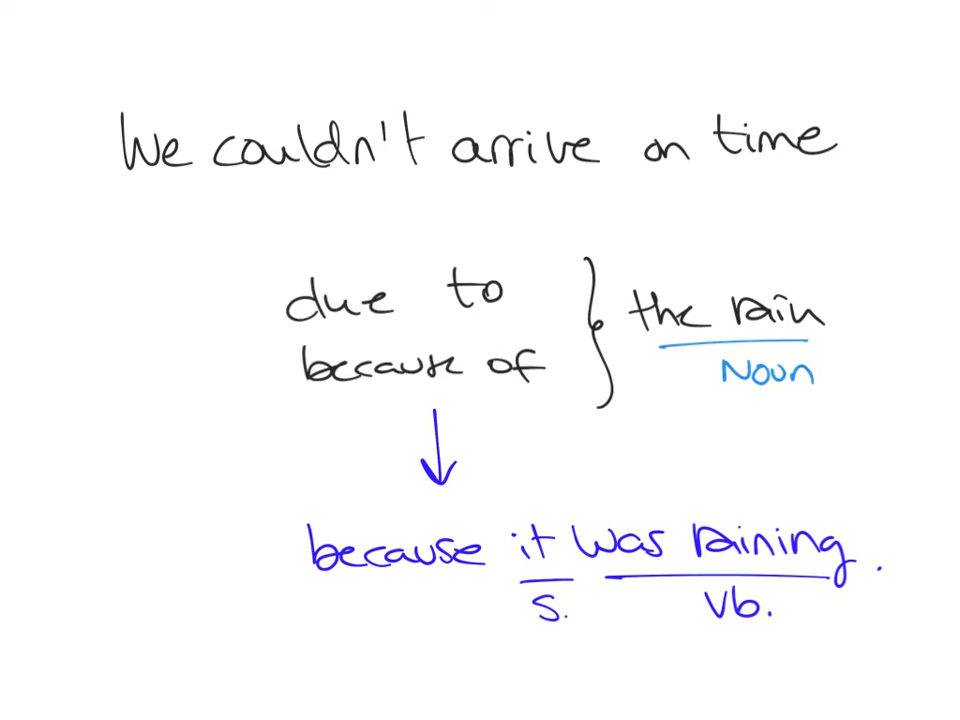 We couldn't arrive on time
due to
because of
} the rain
Noun
because it was raining.
S. Vb.